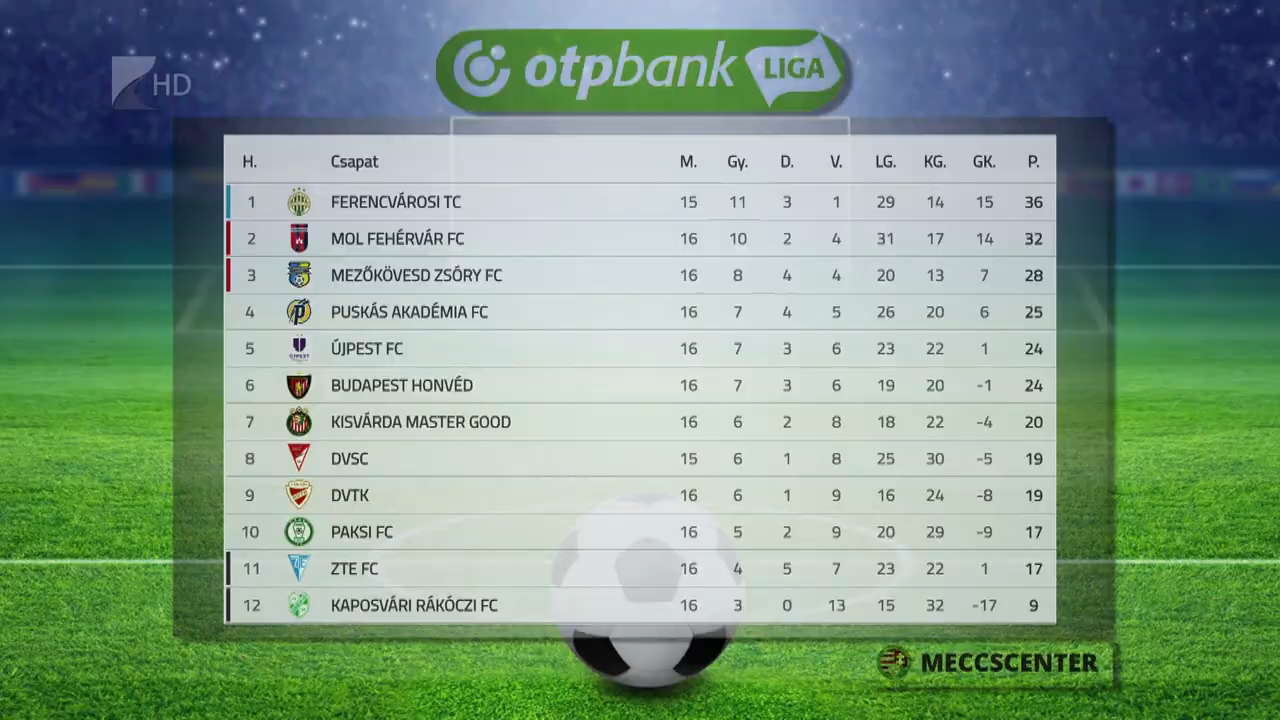 HD
otpbank LIGA
H. Csapat M. Gy. D. V. LG. KG. GK. P.
1 FERENCVÁROSI TC 15 11 3 1 29 14 15 36
2 MOL FEHÉRVÁR FC 16 10 2 4 31 17 14 32
3 MEZŐKÖVESD ZSÓRY FC 16 8 4 4 20 13 7 28
4 PUSKÁS AKADÉMIA FC 16 7 4 5 26 20 6 25
5 ÚJPEST FC 16 7 3 6 23 22 1 24
6 BUDAPEST HONVÉD 16 7 3 6 19 20 -1 24
7 KISVÁRDA MASTER GOOD 16 6 2 8 18 22 -4 20
8 DVSC 15 6 1 8 25 30 -5 19
9 DVTK 16 6 1 9 16 24 -8 19
10 PAKSI FC 16 5 2 9 20 29 -9 17
11 ZTE FC 16 4 5 7 23 22 1 17
12 KAPOSVÁRI RÁKÓCZI FC 16 3 0 13 15 32 -17 9
MECCSCENTER